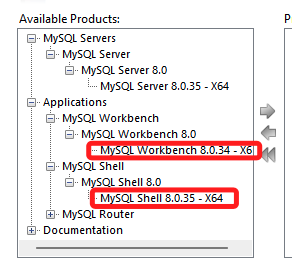 Available Products:
P
MySQL Servers
MySQL Server
MySQL Server 8.0
MySQL Server 8.0.35 - X64
Applications
MySQL Workbench
MySQL Workbench 8.0
MySQL Workbench 8.0.34 - X6
MySQL Shell
MySQL Shell 8.0
MySQL Shell 8.0.35 - X64
MySQL Router
Documentation